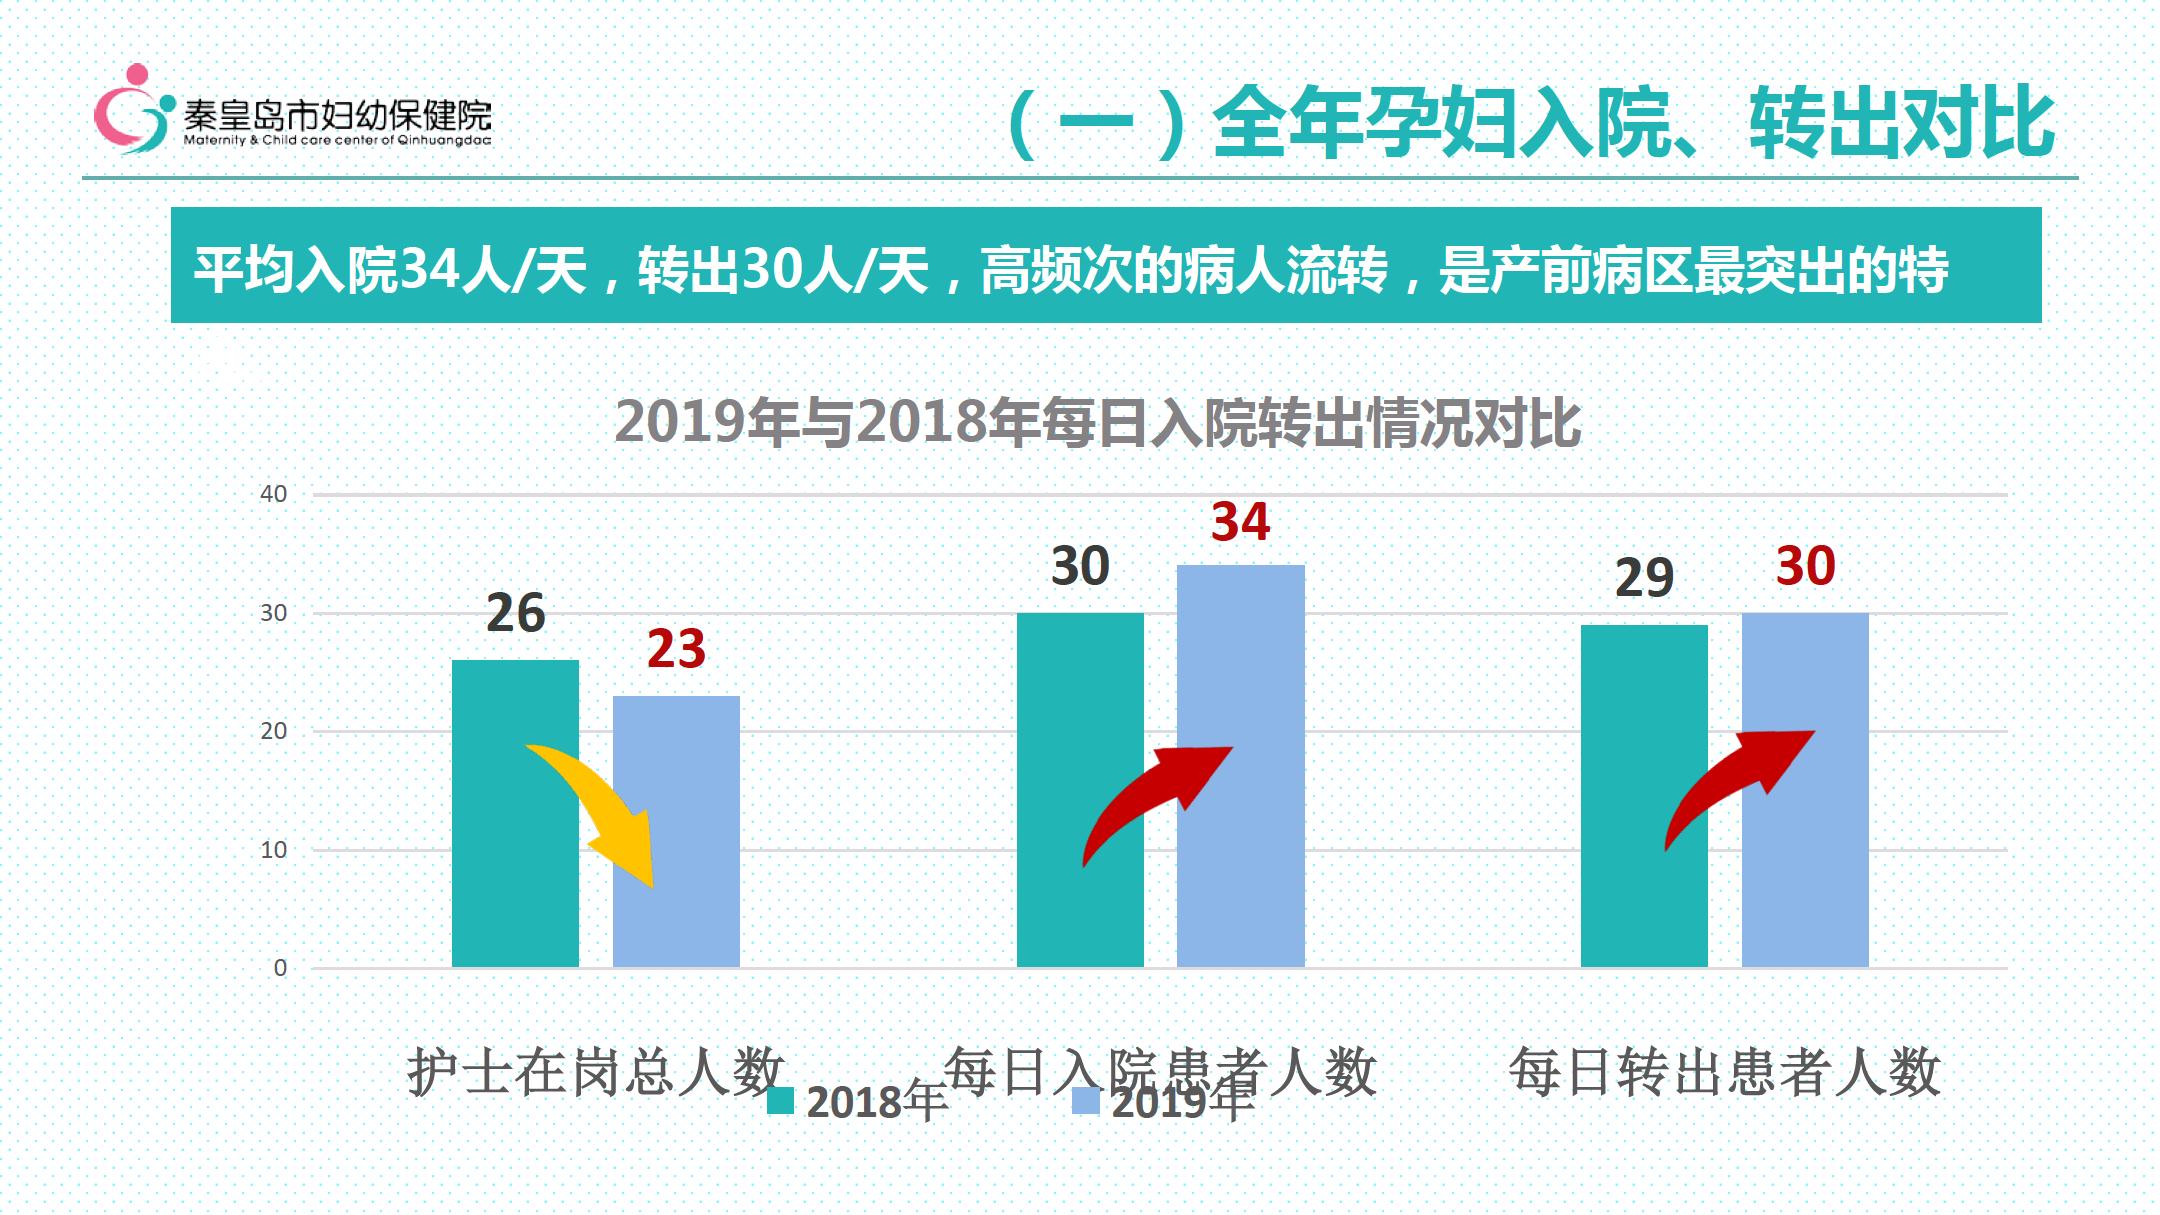 秦皇岛市妇幼保健院
Maternity & Child care center of Qinhuangdao
（一）全年孕妇入院、转出对比
平均入院34人/天，转出30人/天，高频次的病人流转，是产前病区最突出的特
2019年与2018年每日入院转出情况对比
40
30
20
10
0
26
23
30
34
29
30
护士在岗总人数
每日入院患者人数
每日转出患者人数
2018年
2019年